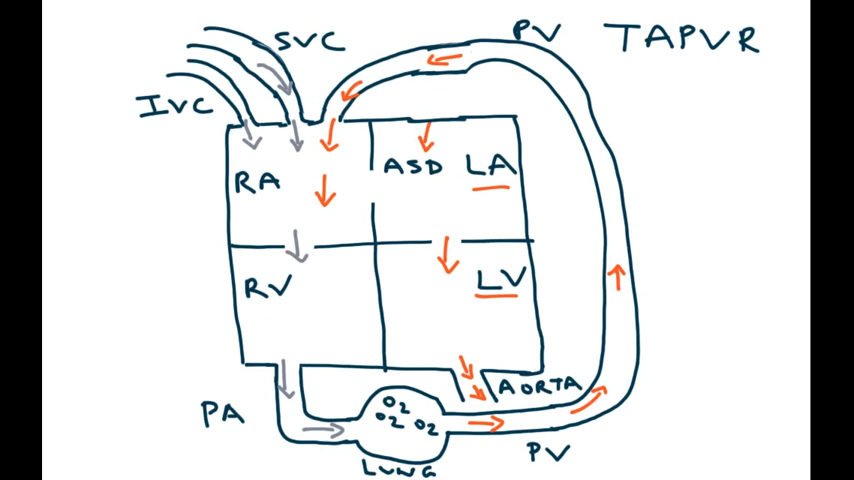 TAPVR
PV
SVC
IVC
RA
ASD
LA
RV
LV
AORTA
PA
O2
O2
O2
LUNG
PV